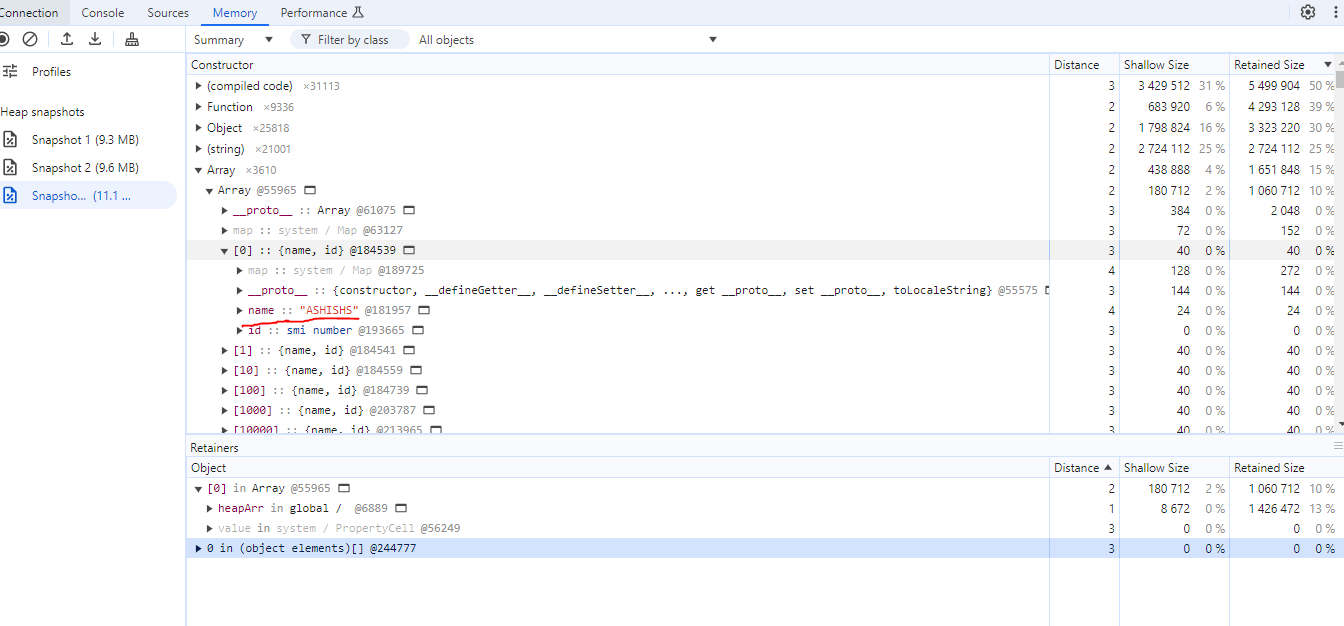 Connection Console Sources Memory Performance
Summary Filter by class All objects
Profiles
Heap snapshots
Snapshot 1 (9.3 MB)
Snapshot 2 (9.6 MB)
Snapsho... (11.1 ...
Constructor Distance Shallow Size Retained Size
(compiled code) ×31113 3 3 429 512 31 % 5 499 904 50 %
Function ×9336 2 683 920 6 % 4 293 128 39 %
Object ×25818 2 1 798 824 16 % 3 323 220 30 %
(string) ×21001 2 2 724 112 25 % 2 724 112 25 %
Array ×3610 2 438 888 4 % 1 651 848 15 %
Array @55965 2 180 712 2 % 1 060 712 10 %
__proto__ :: Array @61075 3 384 0 % 2 048 0 %
map :: system / Map @63127 3 72 0 % 152 0 %
[0] :: {name, id} @184539 3 40 0 % 40 0 %
map :: system / Map @189725 4 128 0 % 272 0 %
__proto__ :: {constructor, __defineGetter__, __defineSetter__, ..., get __proto__, set __proto__, toLocaleString} @55575 3 144 0 % 144 0 %
name :: "ASHISHS" @181957 4 24 0 % 24 0 %
id :: smi number @193665 3 0 0 % 0 0 %
[1] :: {name, id} @184541 3 40 0 % 40 0 %
[10] :: {name, id} @184559 3 40 0 % 40 0 %
[100] :: {name, id} @184739 3 40 0 % 40 0 %
[1000] :: {name, id} @203787 3 40 0 % 40 0 %
[10000] :: {name, id} @213965 3 40 0 % 40 0 %
Retainers
Object Distance Shallow Size Retained Size
[0] in Array @55965 2 180 712 2 % 1 060 712 10 %
heapArr in global / @6889 1 8 672 0 % 1 426 472 13 %
value in system / PropertyCell @56249 3 0 0 % 0 0 %
0 in (object elements)[] @244777 3 0 0 % 0 0 %